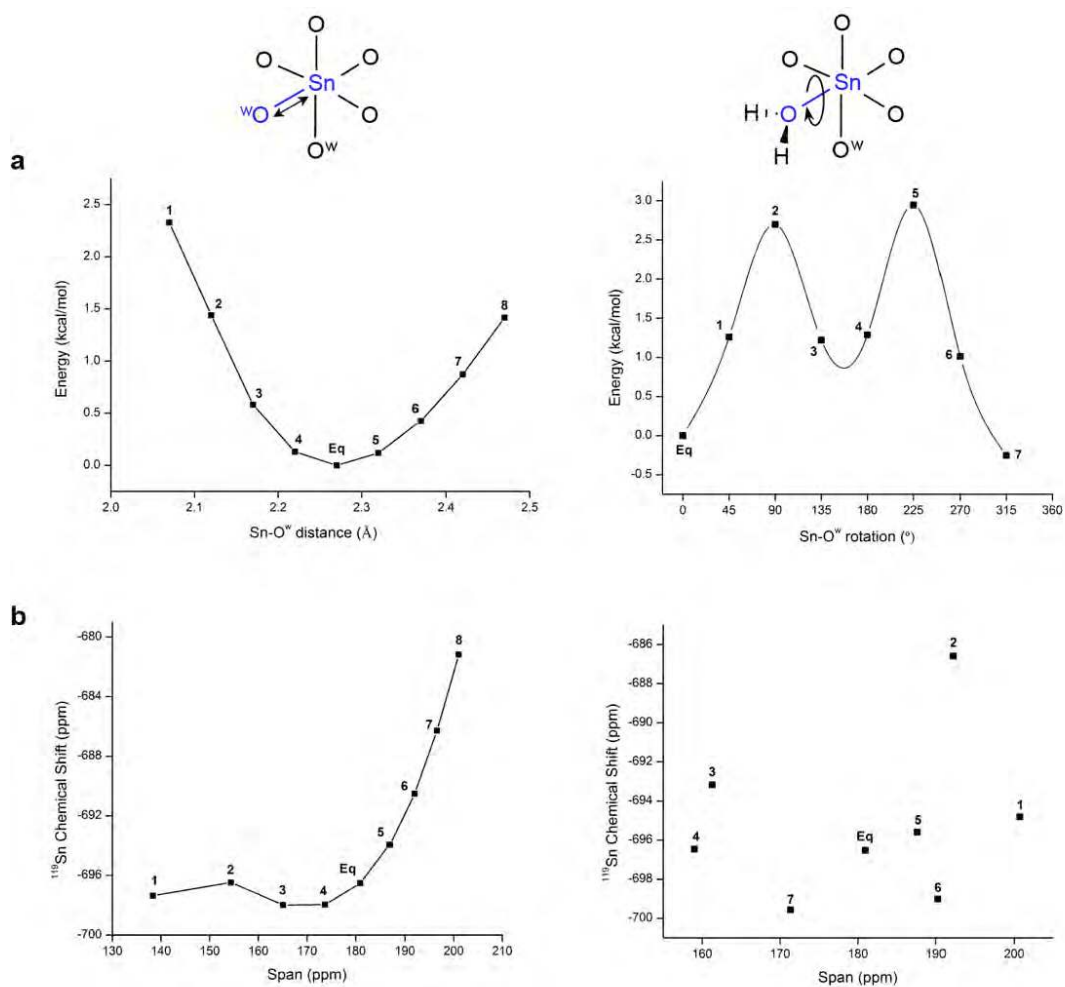 O
O
O
Sn
ʷO
O
Oʷ
O
O
O
Sn
H
O
O
H
Oʷ
a
Energy (kcal/mol)
2.5
2.0
1.5
1.0
0.5
0.0
1
2
3
4
Eq
5
6
7
8
2.0 2.1 2.2 2.3 2.4 2.5
Sn-Oʷ distance (Å)
Energy (kcal/mol)
3.0
2.5
2.0
1.5
1.0
0.5
0.0
-0.5
Eq
1
2
3
4
5
6
7
0 45 90 135 180 225 270 315 360
Sn-Oʷ rotation (°)
b
¹¹⁹Sn Chemical Shift (ppm)
-680
-684
-688
-692
-696
-700
1
2
3
4
Eq
5
6
7
8
130 140 150 160 170 180 190 200 210
Span (ppm)
¹¹⁹Sn Chemical Shift (ppm)
-686
-688
-690
-692
-694
-696
-698
-700
2
3
1
5
4
Eq
6
7
160 170 180 190 200
Span (ppm)